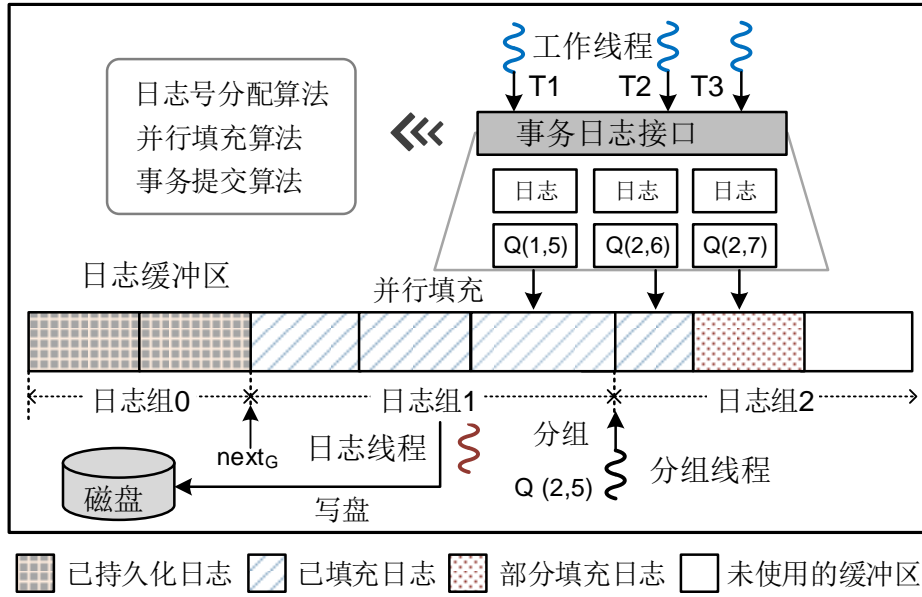 工作线程
T1
T2
T3
日志号分配算法
并行填充算法
事务提交算法
事务日志接口
日志
日志
日志
Q(1,5)
Q(2,6)
Q(2,7)
日志缓冲区
并行填充
日志组0
日志组1
日志组2
nextG
日志线程
分组
分组线程
Q (2,5)
磁盘
写盘
已持久化日志
已填充日志
部分填充日志
未使用的缓冲区